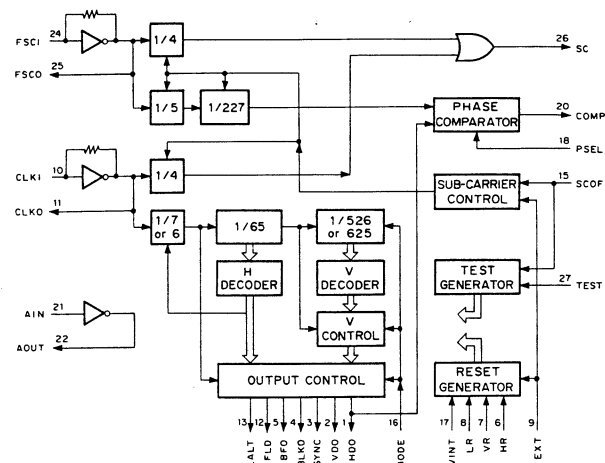 24
FSCI
25
FSCO
1/4
1/5
1/227
26
SC
PHASE
COMPARATOR
20
COMP
18
PSEL
10
CLKI
11
CLKO
1/4
15
SCOF
SUB-CARRIER
CONTROL
1/7
or 6
1/65
1/526
or 625
H
DECODER
V
DECODER
V
CONTROL
TEST
GENERATOR
27
TEST
AIN
21
22
AOUT
OUTPUT CONTROL
RESET
GENERATOR
13
12
5
4
3
2
1
16
17
8
7
6
9
ALT
FLD
BFO
BLKO
SYNC
VDO
HDO
MODE
VINT
LR
VR
HR
EXT